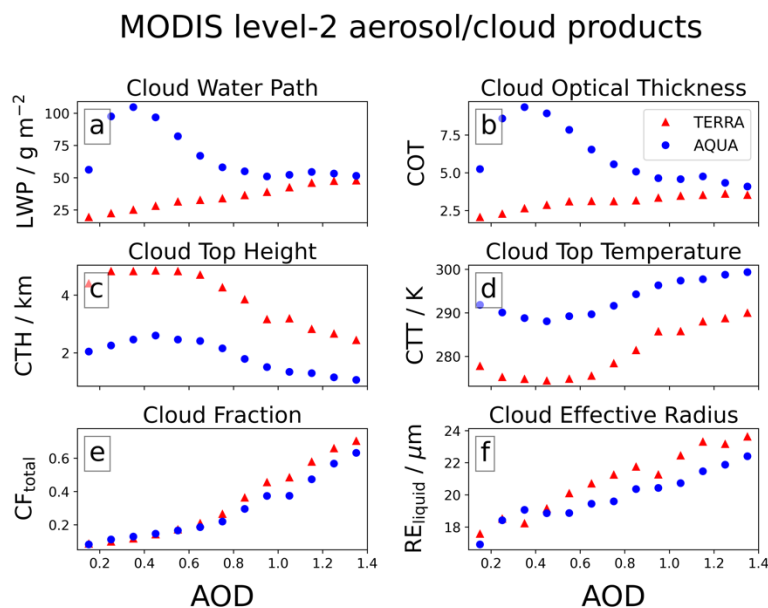 MODIS level-2 aerosol/cloud products
Cloud Water Path
LWP / g m⁻²
100
75
50
25
a
Cloud Optical Thickness
COT
7.5
5.0
2.5
b
TERRA
AQUA
Cloud Top Height
CTH / km
4
2
c
Cloud Top Temperature
CTT / K
300
290
280
d
Cloud Fraction
CF_total
0.6
0.4
0.2
e
0.2 0.4 0.6 0.8 1.0 1.2 1.4
AOD
Cloud Effective Radius
RE_liquid / μm
24
22
20
18
f
0.2 0.4 0.6 0.8 1.0 1.2 1.4
AOD